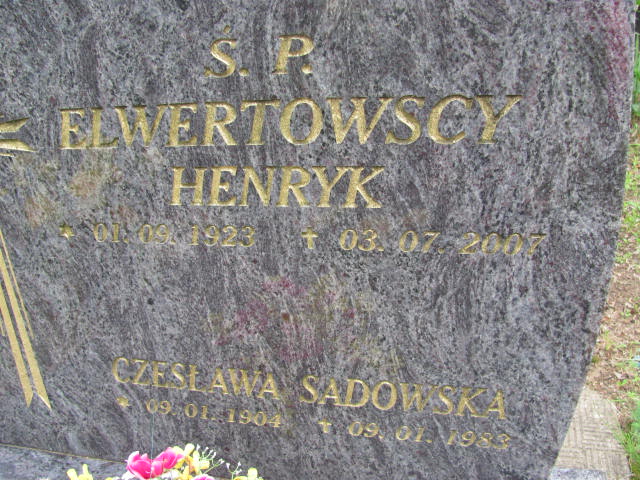 Ś. P.
ELWERTOWSCY
HENRYK
* 01. 09. 1923 ✝ 03. 07. 2007
CZESŁAWA SADOWSKA
* 09. 01. 1904 ✝ 09. 01. 1983